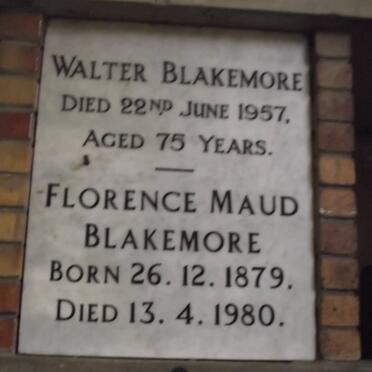 WALTER BLAKEMORE
DIED 22ND JUNE 1957,
AGED 75 YEARS.
FLORENCE MAUD
BLAKEMORE
BORN 26. 12. 1879.
DIED 13. 4. 1980.